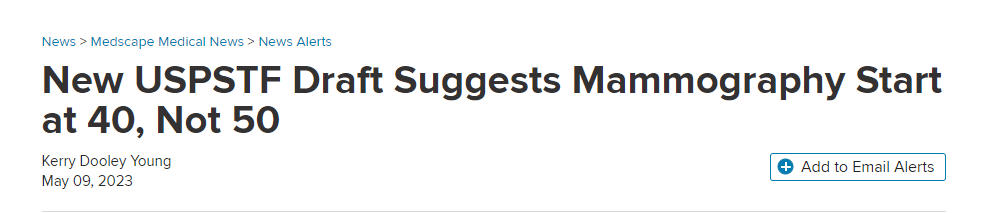 News > Medscape Medical News > News Alerts
New USPSTF Draft Suggests Mammography Start
at 40, Not 50
Kerry Dooley Young
May 09, 2023
Add to Email Alerts